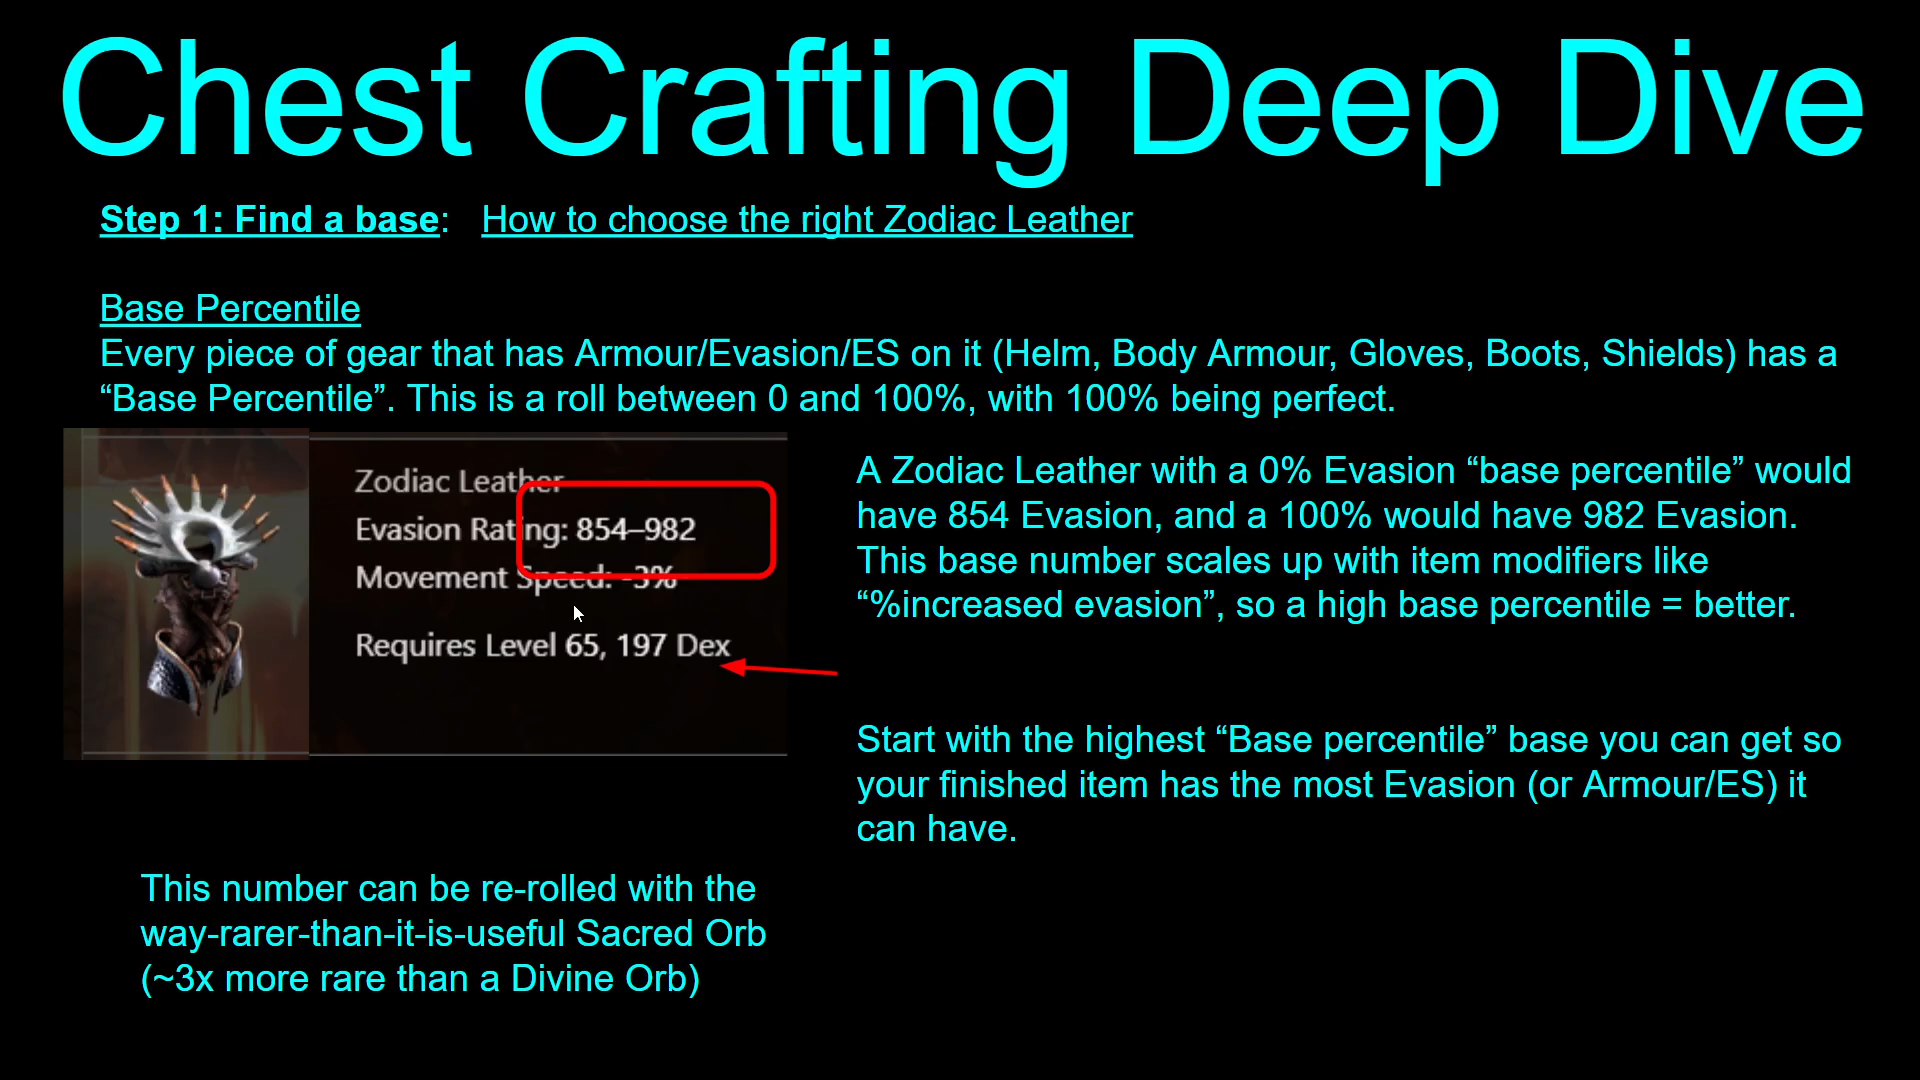 Chest Crafting Deep Dive
Step 1: Find a base: How to choose the right Zodiac Leather
Base Percentile
Every piece of gear that has Armour/Evasion/ES on it (Helm, Body Armour, Gloves, Boots, Shields) has a
“Base Percentile”. This is a roll between 0 and 100%, with 100% being perfect.
Zodiac Leather
Evasion Rating: 854–982
Movement Speed: -3%
Requires Level 65, 197 Dex
A Zodiac Leather with a 0% Evasion “base percentile” would
have 854 Evasion, and a 100% would have 982 Evasion.
This base number scales up with item modifiers like
“%increased evasion”, so a high base percentile = better.
Start with the highest “Base percentile” base you can get so
your finished item has the most Evasion (or Armour/ES) it
can have.
This number can be re-rolled with the
way-rarer-than-it-is-useful Sacred Orb
(~3x more rare than a Divine Orb)